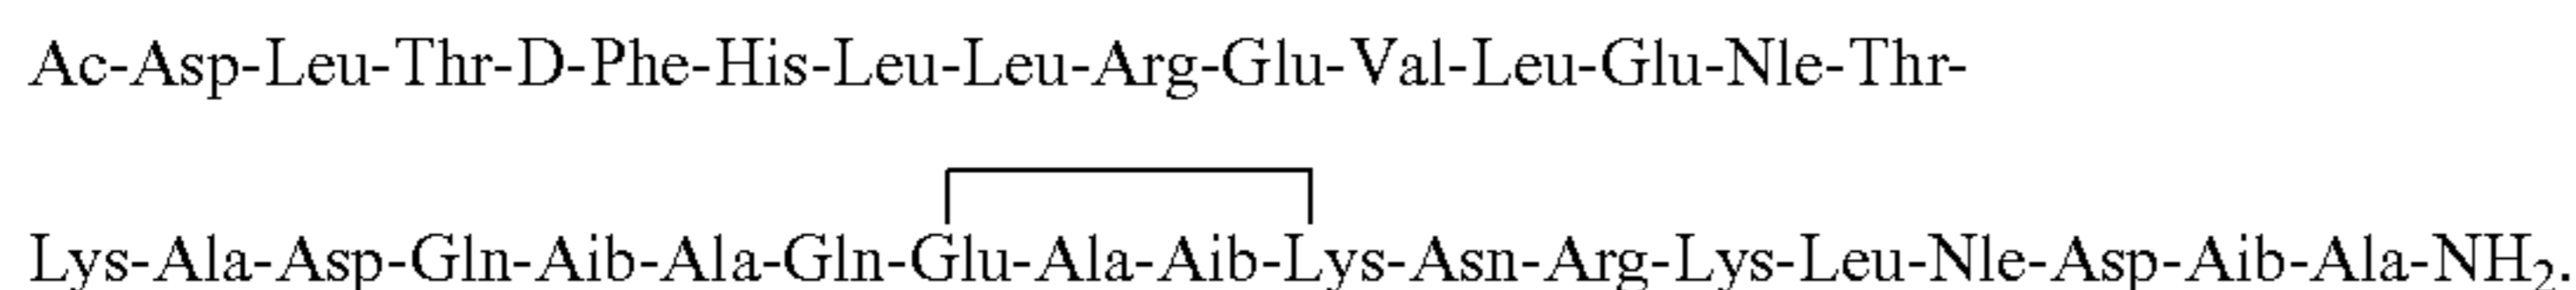 Ac-Asp-Leu-Thr-D-Phe-His-Leu-Leu-Arg-Glu-Val-Leu-Glu-Nle-Thr-
Lys-Ala-Asp-Gln-Aib-Ala-Gln-Glu-Ala-Aib-Lys-Asn-Arg-Lys-Leu-Nle-Asp-Aib-Ala-NH₂.